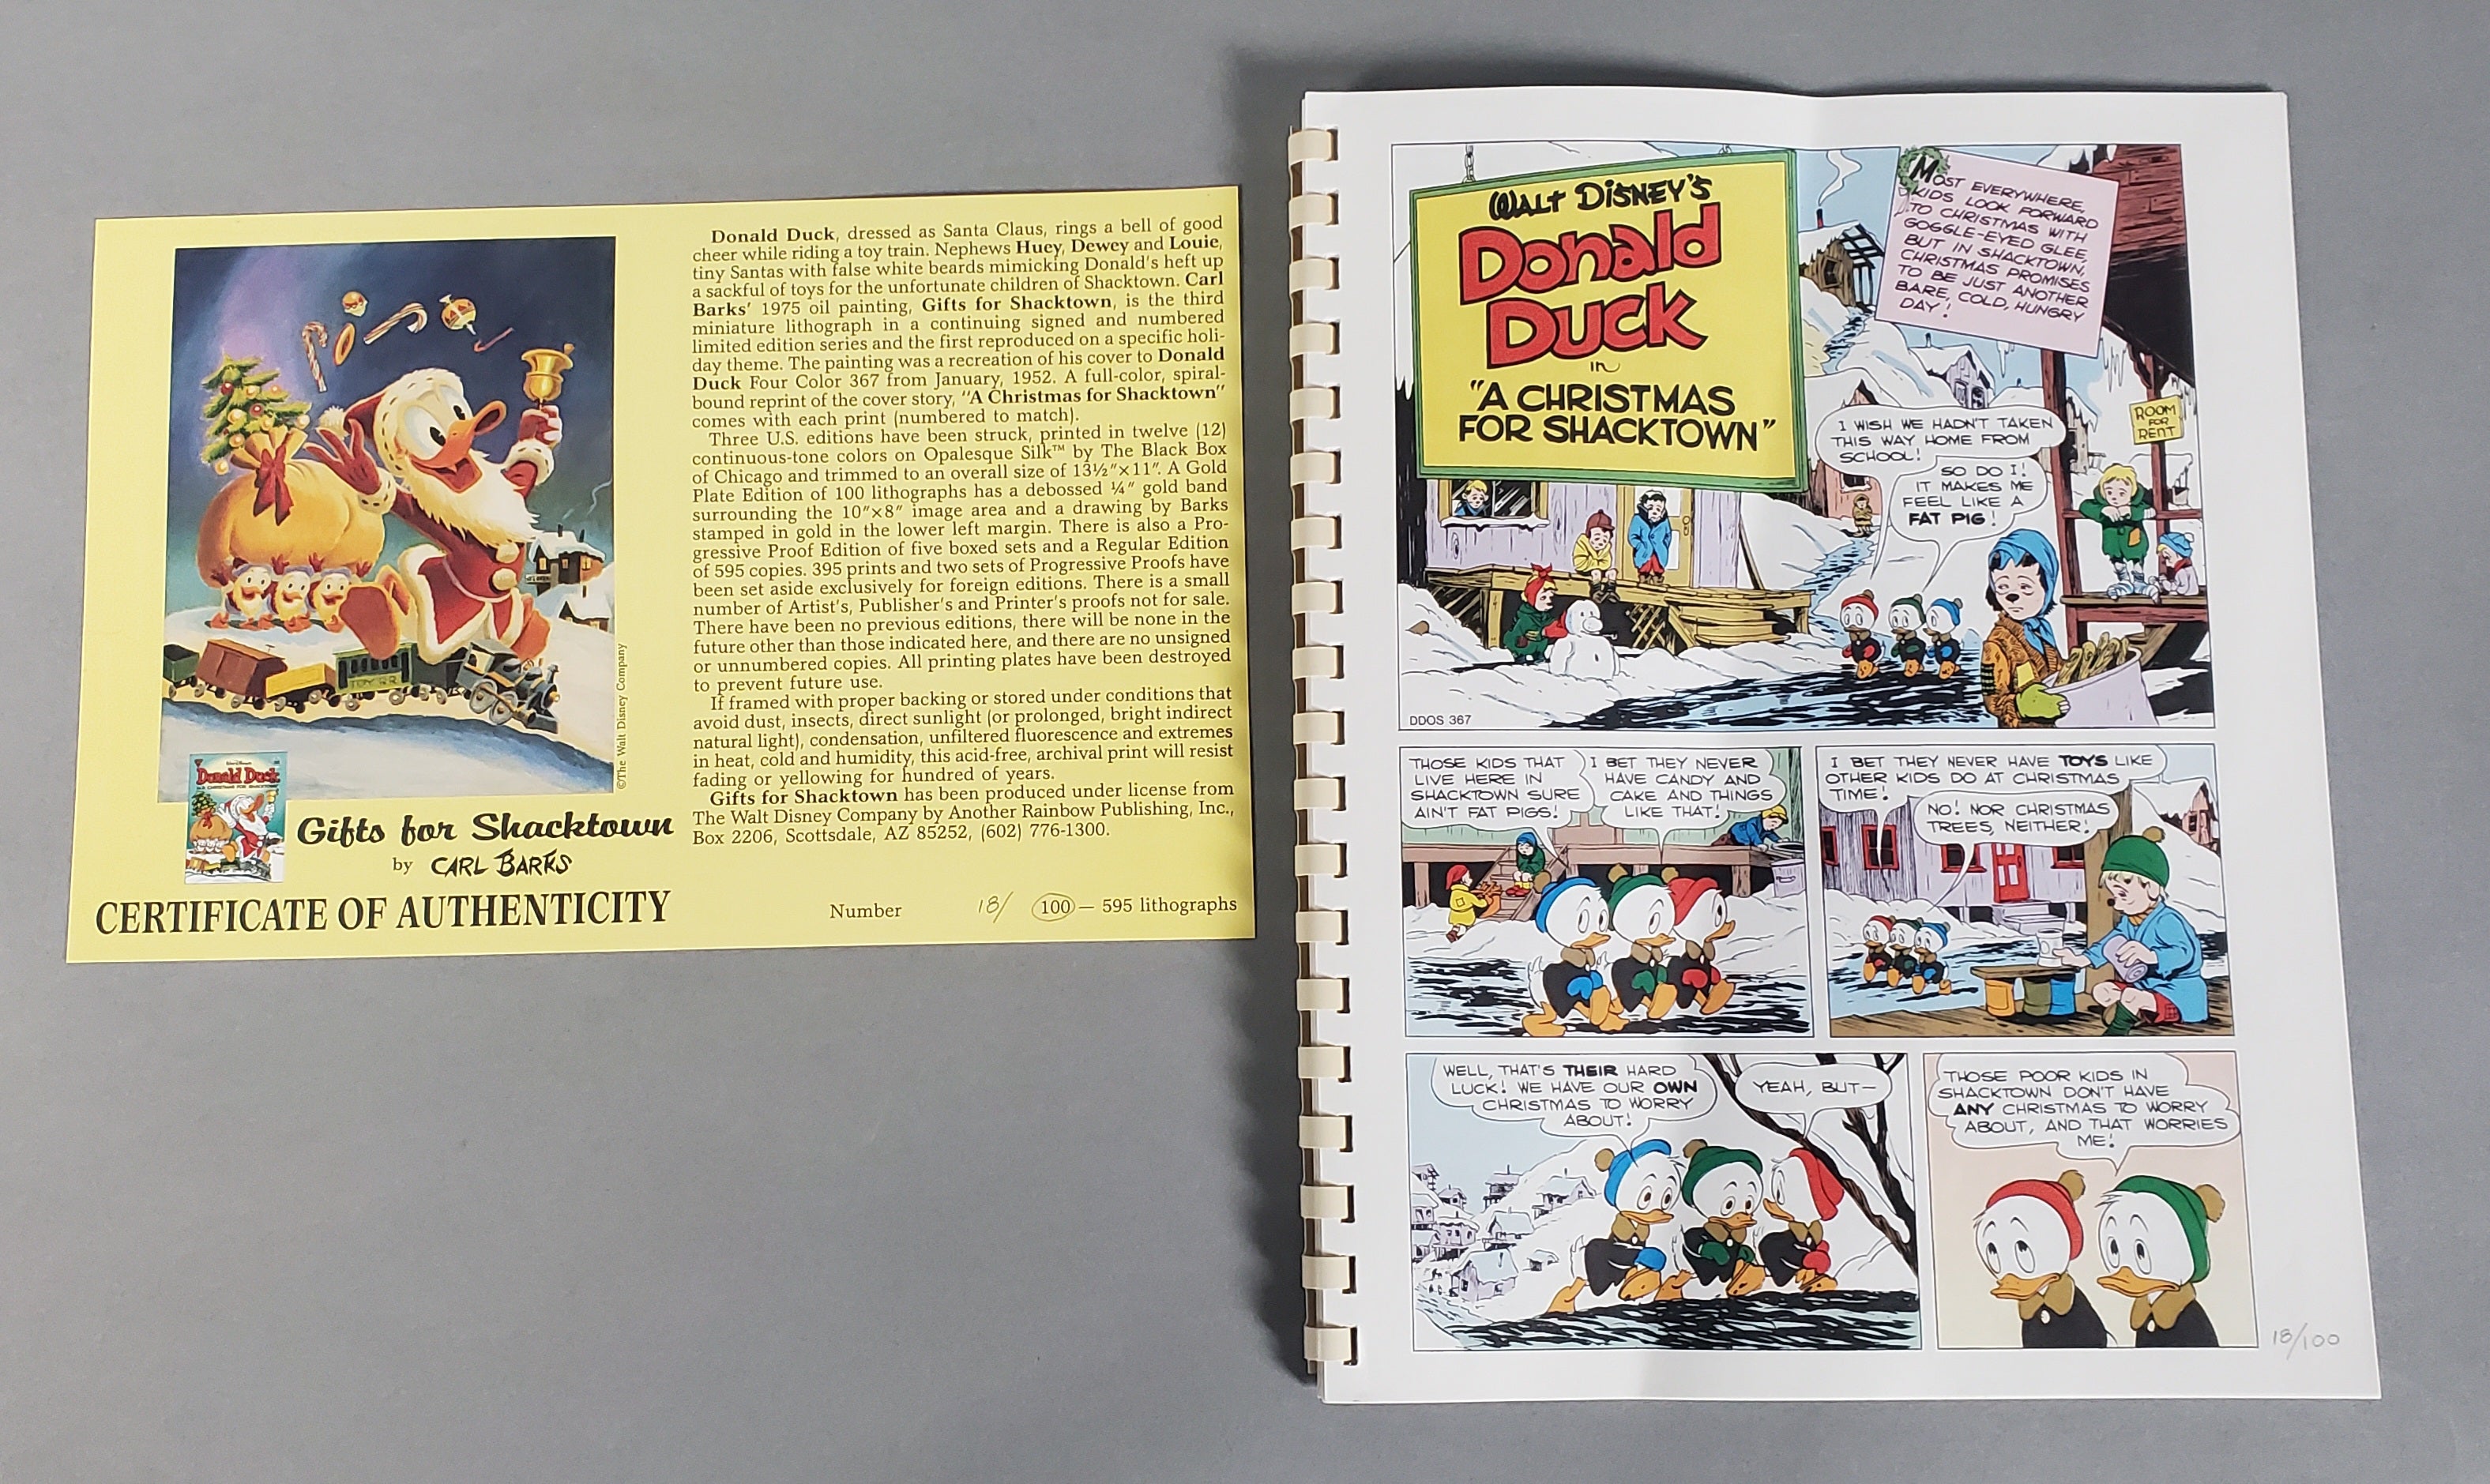 Donald Duck, dressed as Santa Claus, rings a bell of good
cheer while riding a toy train. Nephews Huey, Dewey and Louie,
tiny Santas with false white beards mimicking Donald's heft up
a sackful of toys for the unfortunate children of Shacktown. Carl
Barks' 1975 oil painting, Gifts for Shacktown, is the third
miniature lithograph in a continuing signed and numbered
limited edition series and the first reproduced on a specific holi-
day theme. The painting was a recreation of his cover to Donald
Duck Four Color 367 from January, 1952. A full-color, spiral-
bound reprint of the cover story, "A Christmas for Shacktown"
comes with each print (numbered to match).
Three U.S. editions have been struck, printed in twelve (12)
continuous-tone colors on Opalesque Silk™ by The Black Box
of Chicago and trimmed to an overall size of 13½"×11". A Gold
Plate Edition of 100 lithographs has a debossed ¼" gold band
surrounding the 10"×8" image area and a drawing by Barks
stamped in gold in the lower left margin. There is also a Pro-
gressive Proof Edition of five boxed sets and a Regular Edition
of 595 copies. 395 prints and two sets of Progressive Proofs have
been set aside exclusively for foreign editions. There is a small
number of Artist's, Publisher's and Printer's proofs not for sale.
There have been no previous editions, there will be none in the
future other than those indicated here, and there are no unsigned
or unnumbered copies. All printing plates have been destroyed
to prevent future use.
If framed with proper backing or stored under conditions that
avoid dust, insects, direct sunlight (or prolonged, bright indirect
natural light), condensation, unfiltered fluorescence and extremes
in heat, cold and humidity, this acid-free, archival print will resist
fading or yellowing for hundred of years.
Gifts for Shacktown has been produced under license from
The Walt Disney Company by Another Rainbow Publishing, Inc.,
Box 2206, Scottsdale, AZ 85252, (602) 776-1300.
TOY R.R.
©The Walt Disney Company
Donald Duck
Gifts for Shacktown
by CARL BARKS
CERTIFICATE OF AUTHENTICITY
Number 18/ 100 – 595 lithographs
WALT DISNEY'S
Donald
Duck
in
"A CHRISTMAS
FOR SHACKTOWN"
MOST EVERYWHERE,
KIDS LOOK FORWARD
TO CHRISTMAS WITH
GOGGLE-EYED GLEE,
BUT IN SHACKTOWN,
CHRISTMAS PROMISES
TO BE JUST ANOTHER
BARE, COLD, HUNGRY
DAY!
ROOM
FOR
RENT
I WISH WE HADN'T TAKEN
THIS WAY HOME FROM
SCHOOL!
SO DO I!
IT MAKES ME
FEEL LIKE A
FAT PIG!
DDOS 367
THOSE KIDS THAT
LIVE HERE IN
SHACKTOWN SURE
AIN'T FAT PIGS!
I BET THEY NEVER
HAVE CANDY AND
CAKE AND THINGS
LIKE THAT!
I BET THEY NEVER HAVE TOYS LIKE
OTHER KIDS DO AT CHRISTMAS
TIME!
NO! NOR CHRISTMAS
TREES, NEITHER!
WELL, THAT'S THEIR HARD
LUCK! WE HAVE OUR OWN
CHRISTMAS TO WORRY
ABOUT!
YEAH, BUT—
THOSE POOR KIDS IN
SHACKTOWN DON'T HAVE
ANY CHRISTMAS TO WORRY
ABOUT, AND THAT WORRIES
ME!
18/100